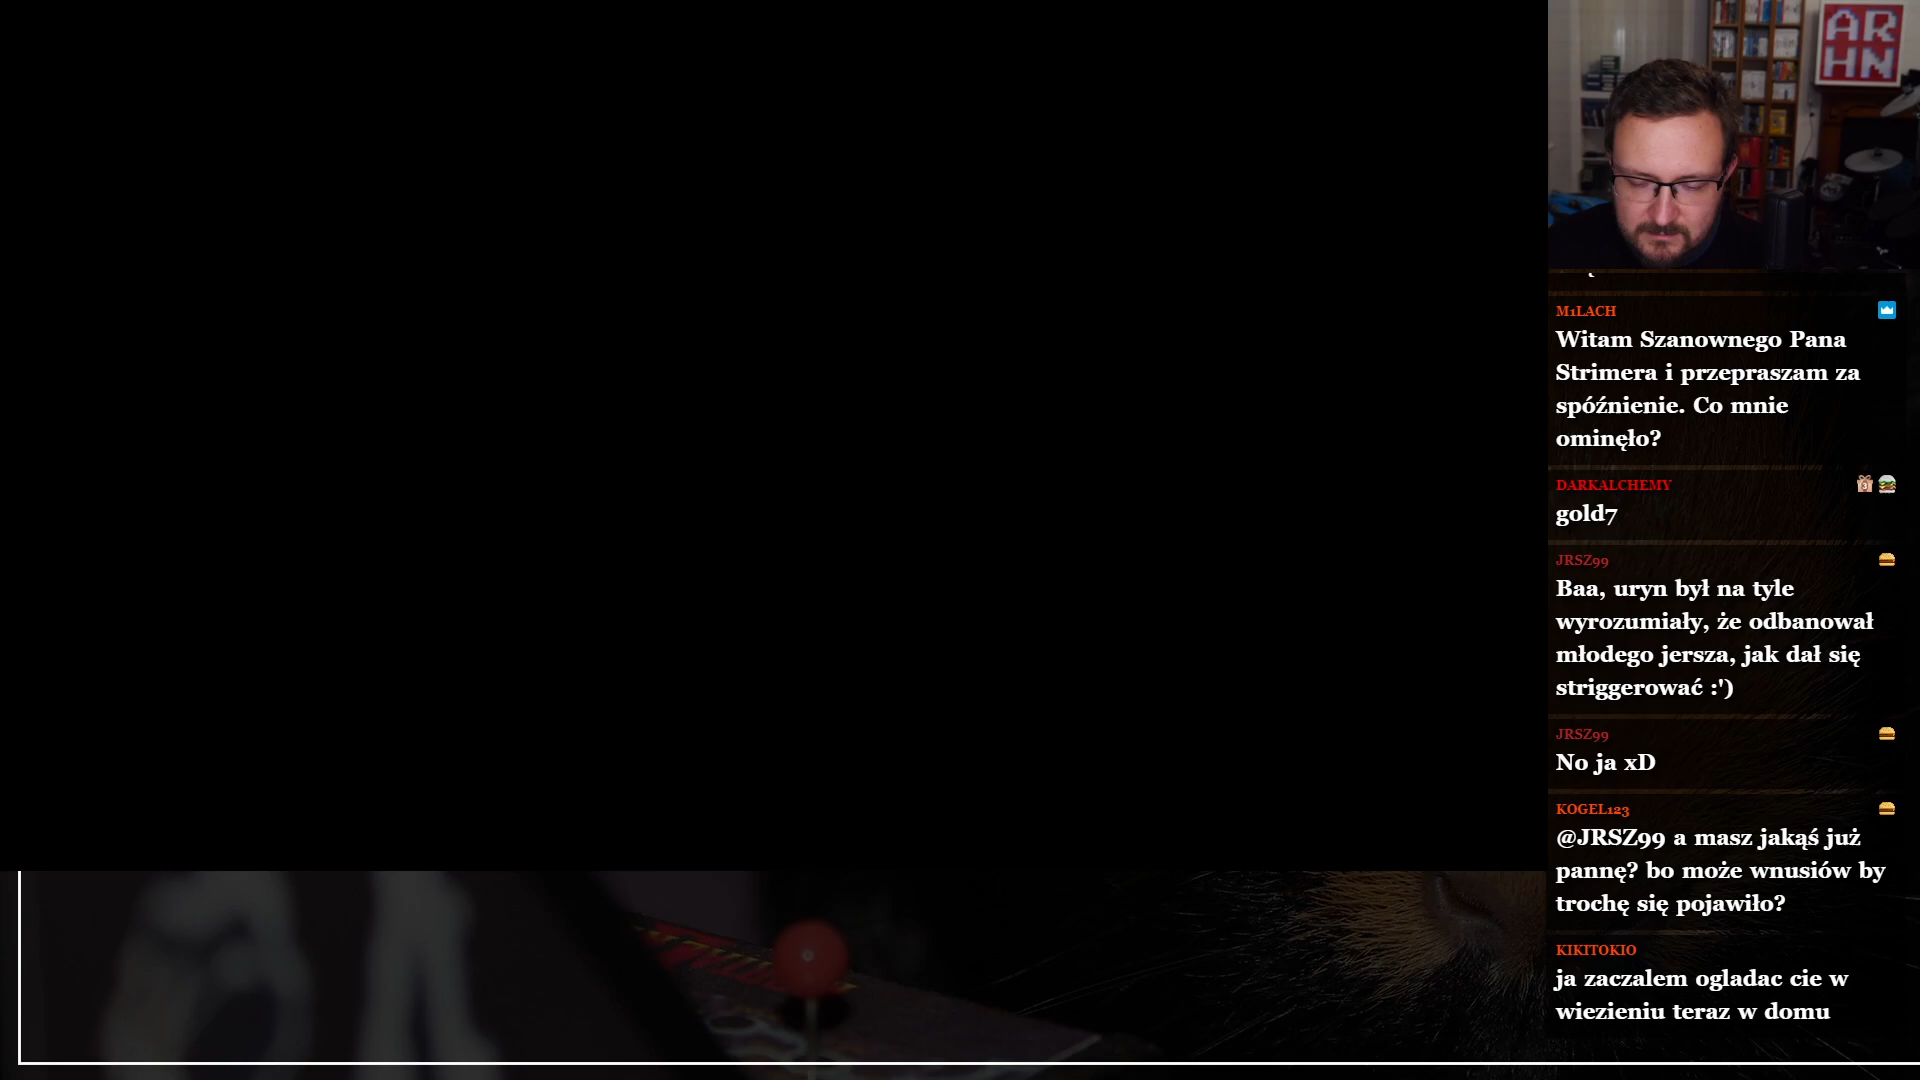 AR
HN
M1LACH
Witam Szanownego Pana
Strimera i przepraszam za
spóźnienie. Co mnie
ominęło?
DARKALCHEMY
gold7
JRSZ99
Baa, uryn był na tyle
wyrozumiały, że odbanował
młodego jersza, jak dał się
striggerować :')
JRSZ99
No ja xD
KOGEL123
@JRSZ99 a masz jakąś już
pannę? bo może wnusiów by
trochę się pojawiło?
KIKITOKIO
ja zaczalem ogladac cie w
wiezieniu teraz w domu